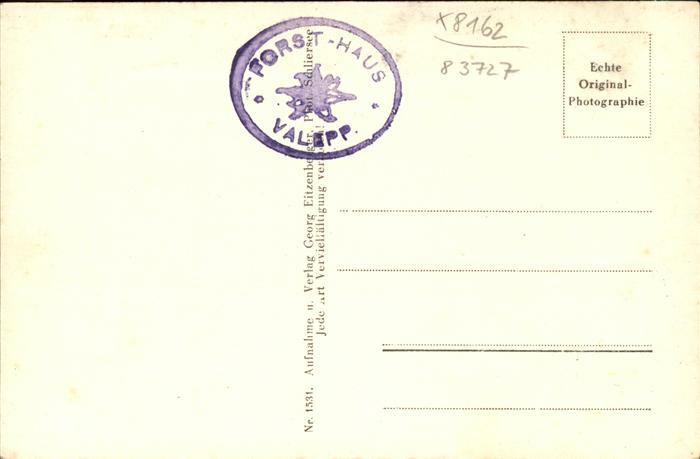 FORST-HAUS
VALEPP.
x8162
83727
Echte
Original-
Photographie
Nr. 1531. Aufnahme u. Verlag Georg Eitzenberger, Phot. Schliersee
Jede Art Vervielfältigung verboten!